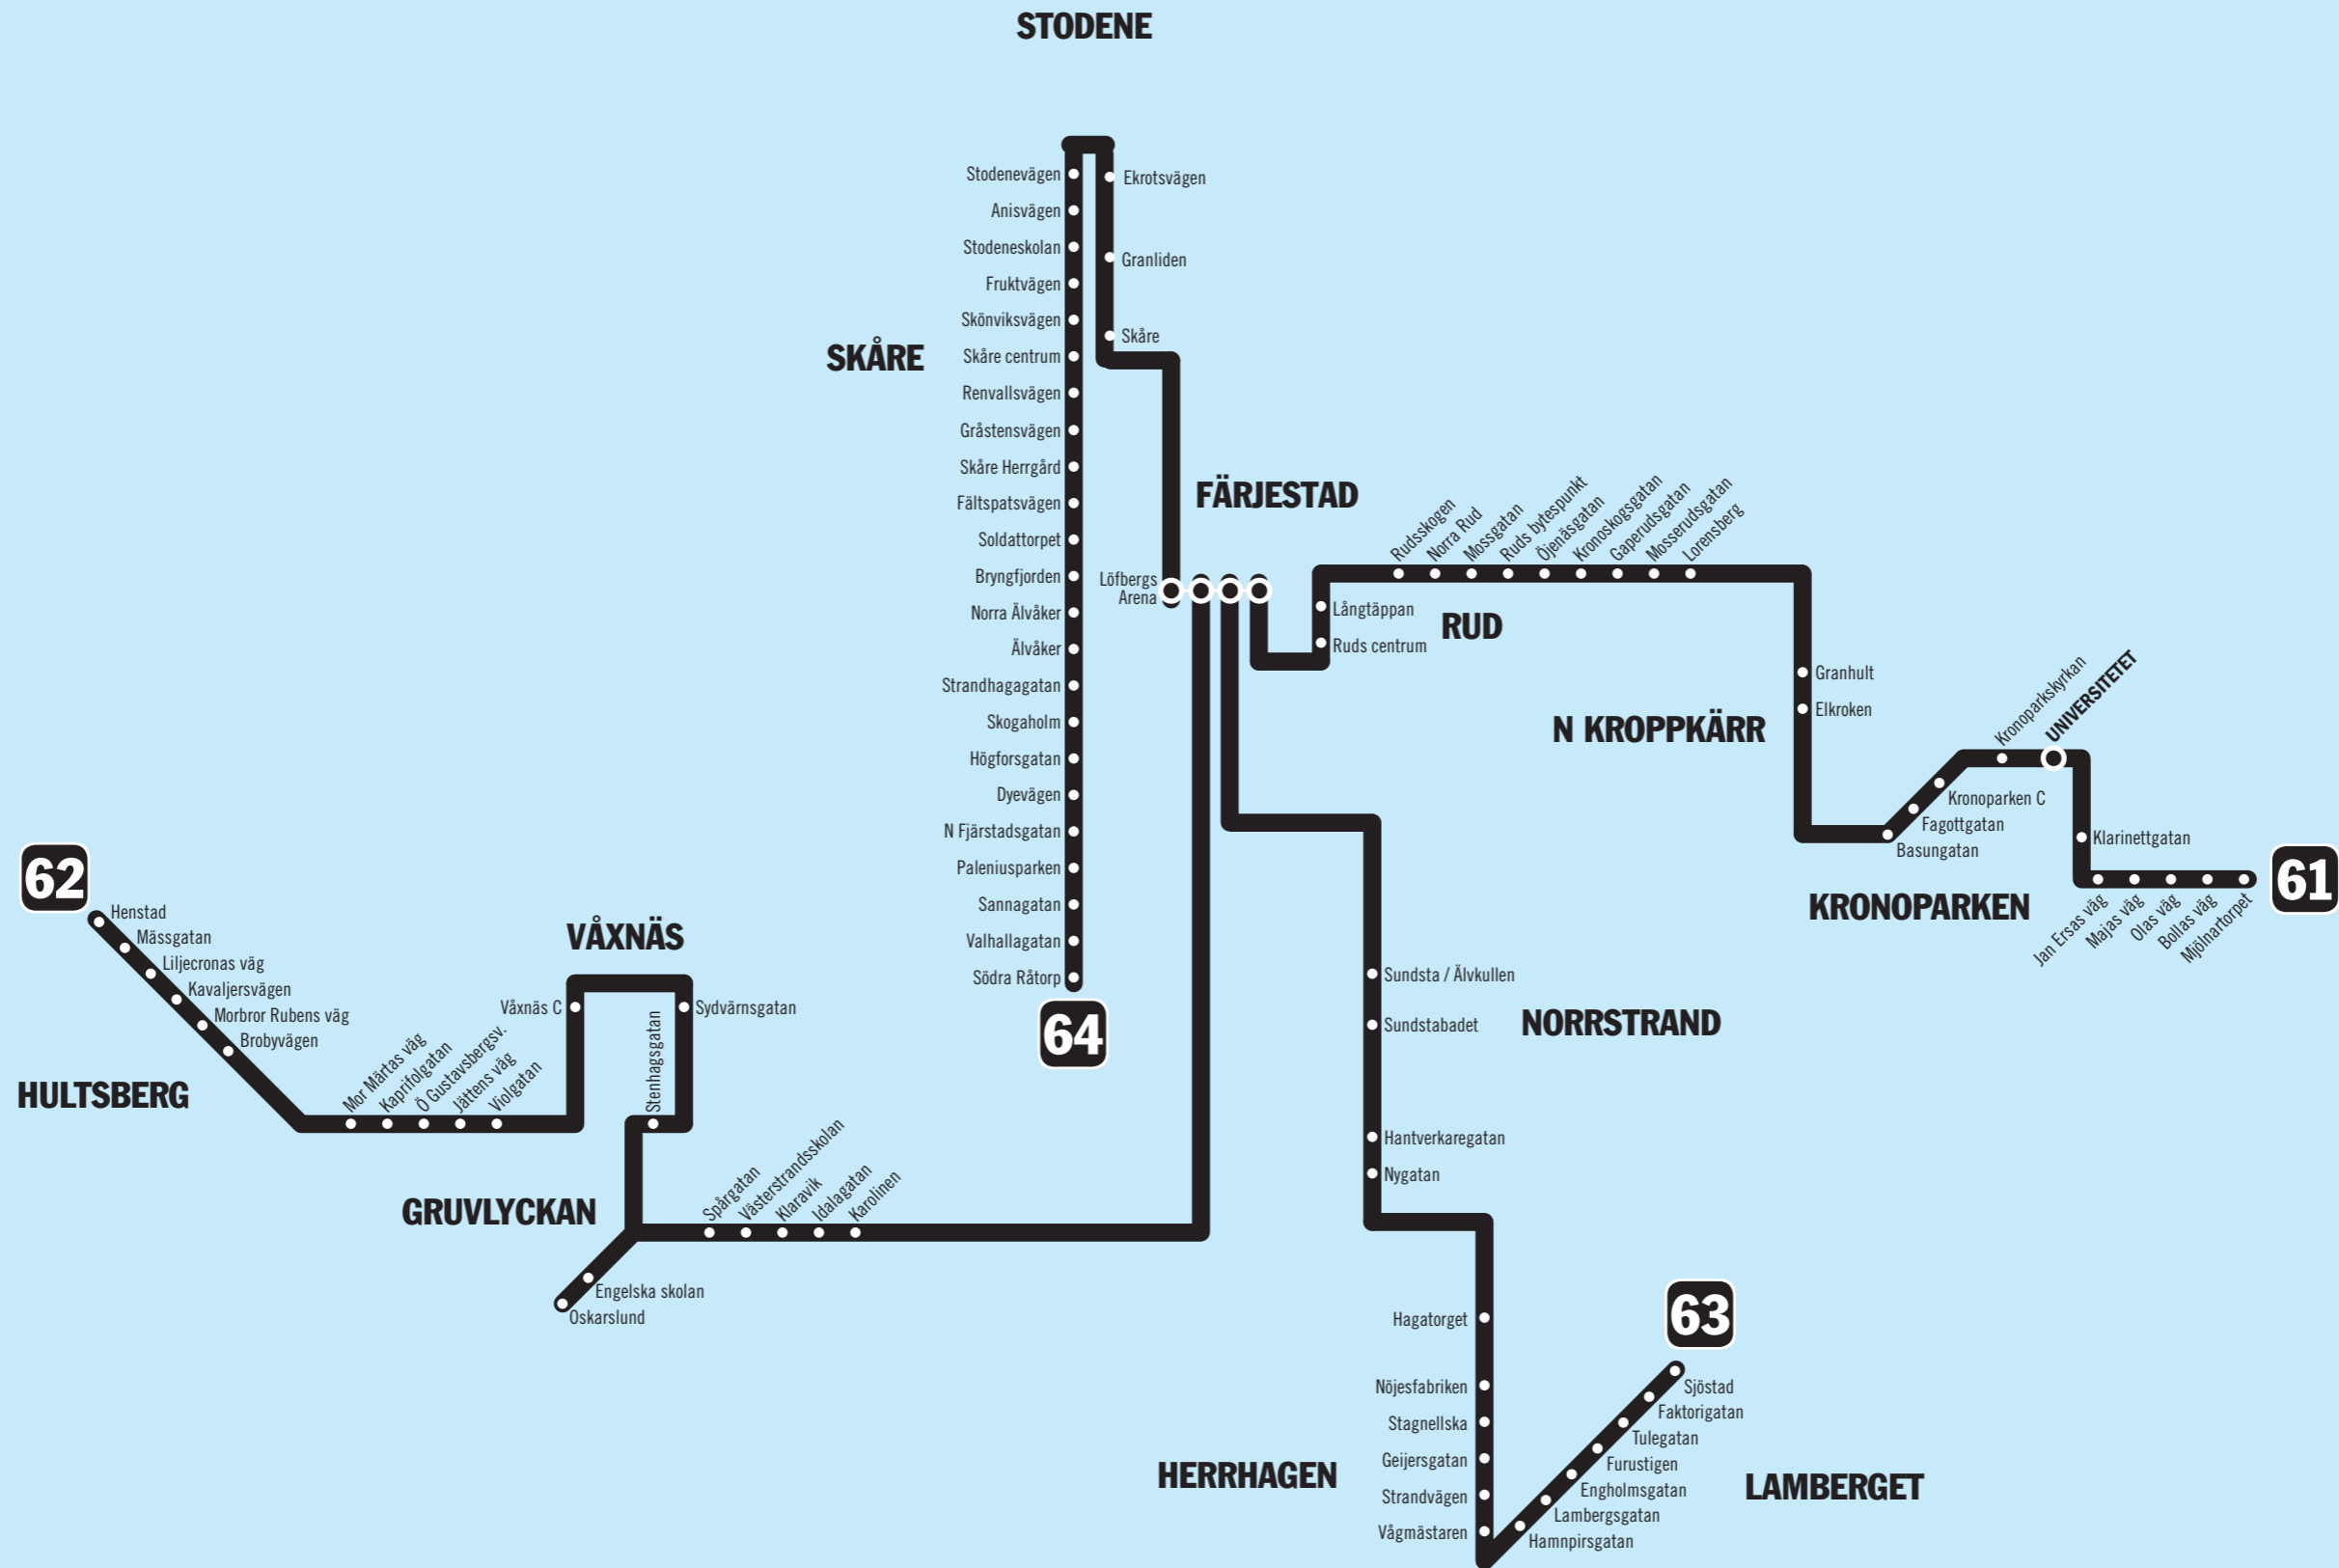 STODENE
Stodenevägen
Anisvägen
Stodeneskolan
Fruktvägen
Skönviksvägen
Skåre centrum
Renvallsvägen
Gråstensvägen
Skåre Herrgård
Fältspatsvägen
Soldattorpet
Bryngfjorden
Norra Älvåker
Älvåker
Strandhagagatan
Skogaholm
Högforsgatan
Dyevägen
N Fjärstadsgatan
Paleniusparken
Sannagatan
Valhallagatan
Södra Råtorp
64
Ekrotsvägen
Granliden
Skåre
SKÅRE
FÄRJESTAD
Löfbergs
Arena
Långtäppan
Ruds centrum
RUD
Rudsskogen
Norra Rud
Mossgatan
Ruds bytespunkt
Öjenäsgatan
Kronoskogsgatan
Gaperudsgatan
Mosserudsgatan
Lorensberg
Granhult
Elkroken
N KROPPKÄRR
Basungatan
Fagottgatan
Kronoparken C
Kronoparkskyrkan
UNIVERSITETET
Klarinettgatan
KRONOPARKEN
Jan Ersas väg
Majas väg
Olas väg
Bollas väg
Mjölnartorpet
61
62
Henstad
Mässgatan
Liljecronas väg
Kavaljersvägen
Morbror Rubens väg
Brobyvägen
HULTSBERG
Mor Märtas väg
Kaprifolgatan
Ö Gustavsbergsv.
Jättens väg
Violgatan
VÅXNÄS
Våxnäs C
Sydvärnsgatan
Stenhagsgatan
GRUVLYCKAN
Spårgatan
Västerstrandsskolan
Klaravik
Idalagatan
Karolinen
Engelska skolan
Oskarslund
Sundsta / Älvkullen
Sundstabadet
NORRSTRAND
Hantverkaregatan
Nygatan
Hagatorget
Nöjesfabriken
Stagnellska
Geijersgatan
Strandvägen
Vågmästaren
HERRHAGEN
63
Sjöstad
Faktorigatan
Tulegatan
Furustigen
Engholmsgatan
Lambergsgatan
Hamnpirsgatan
LAMBERGET